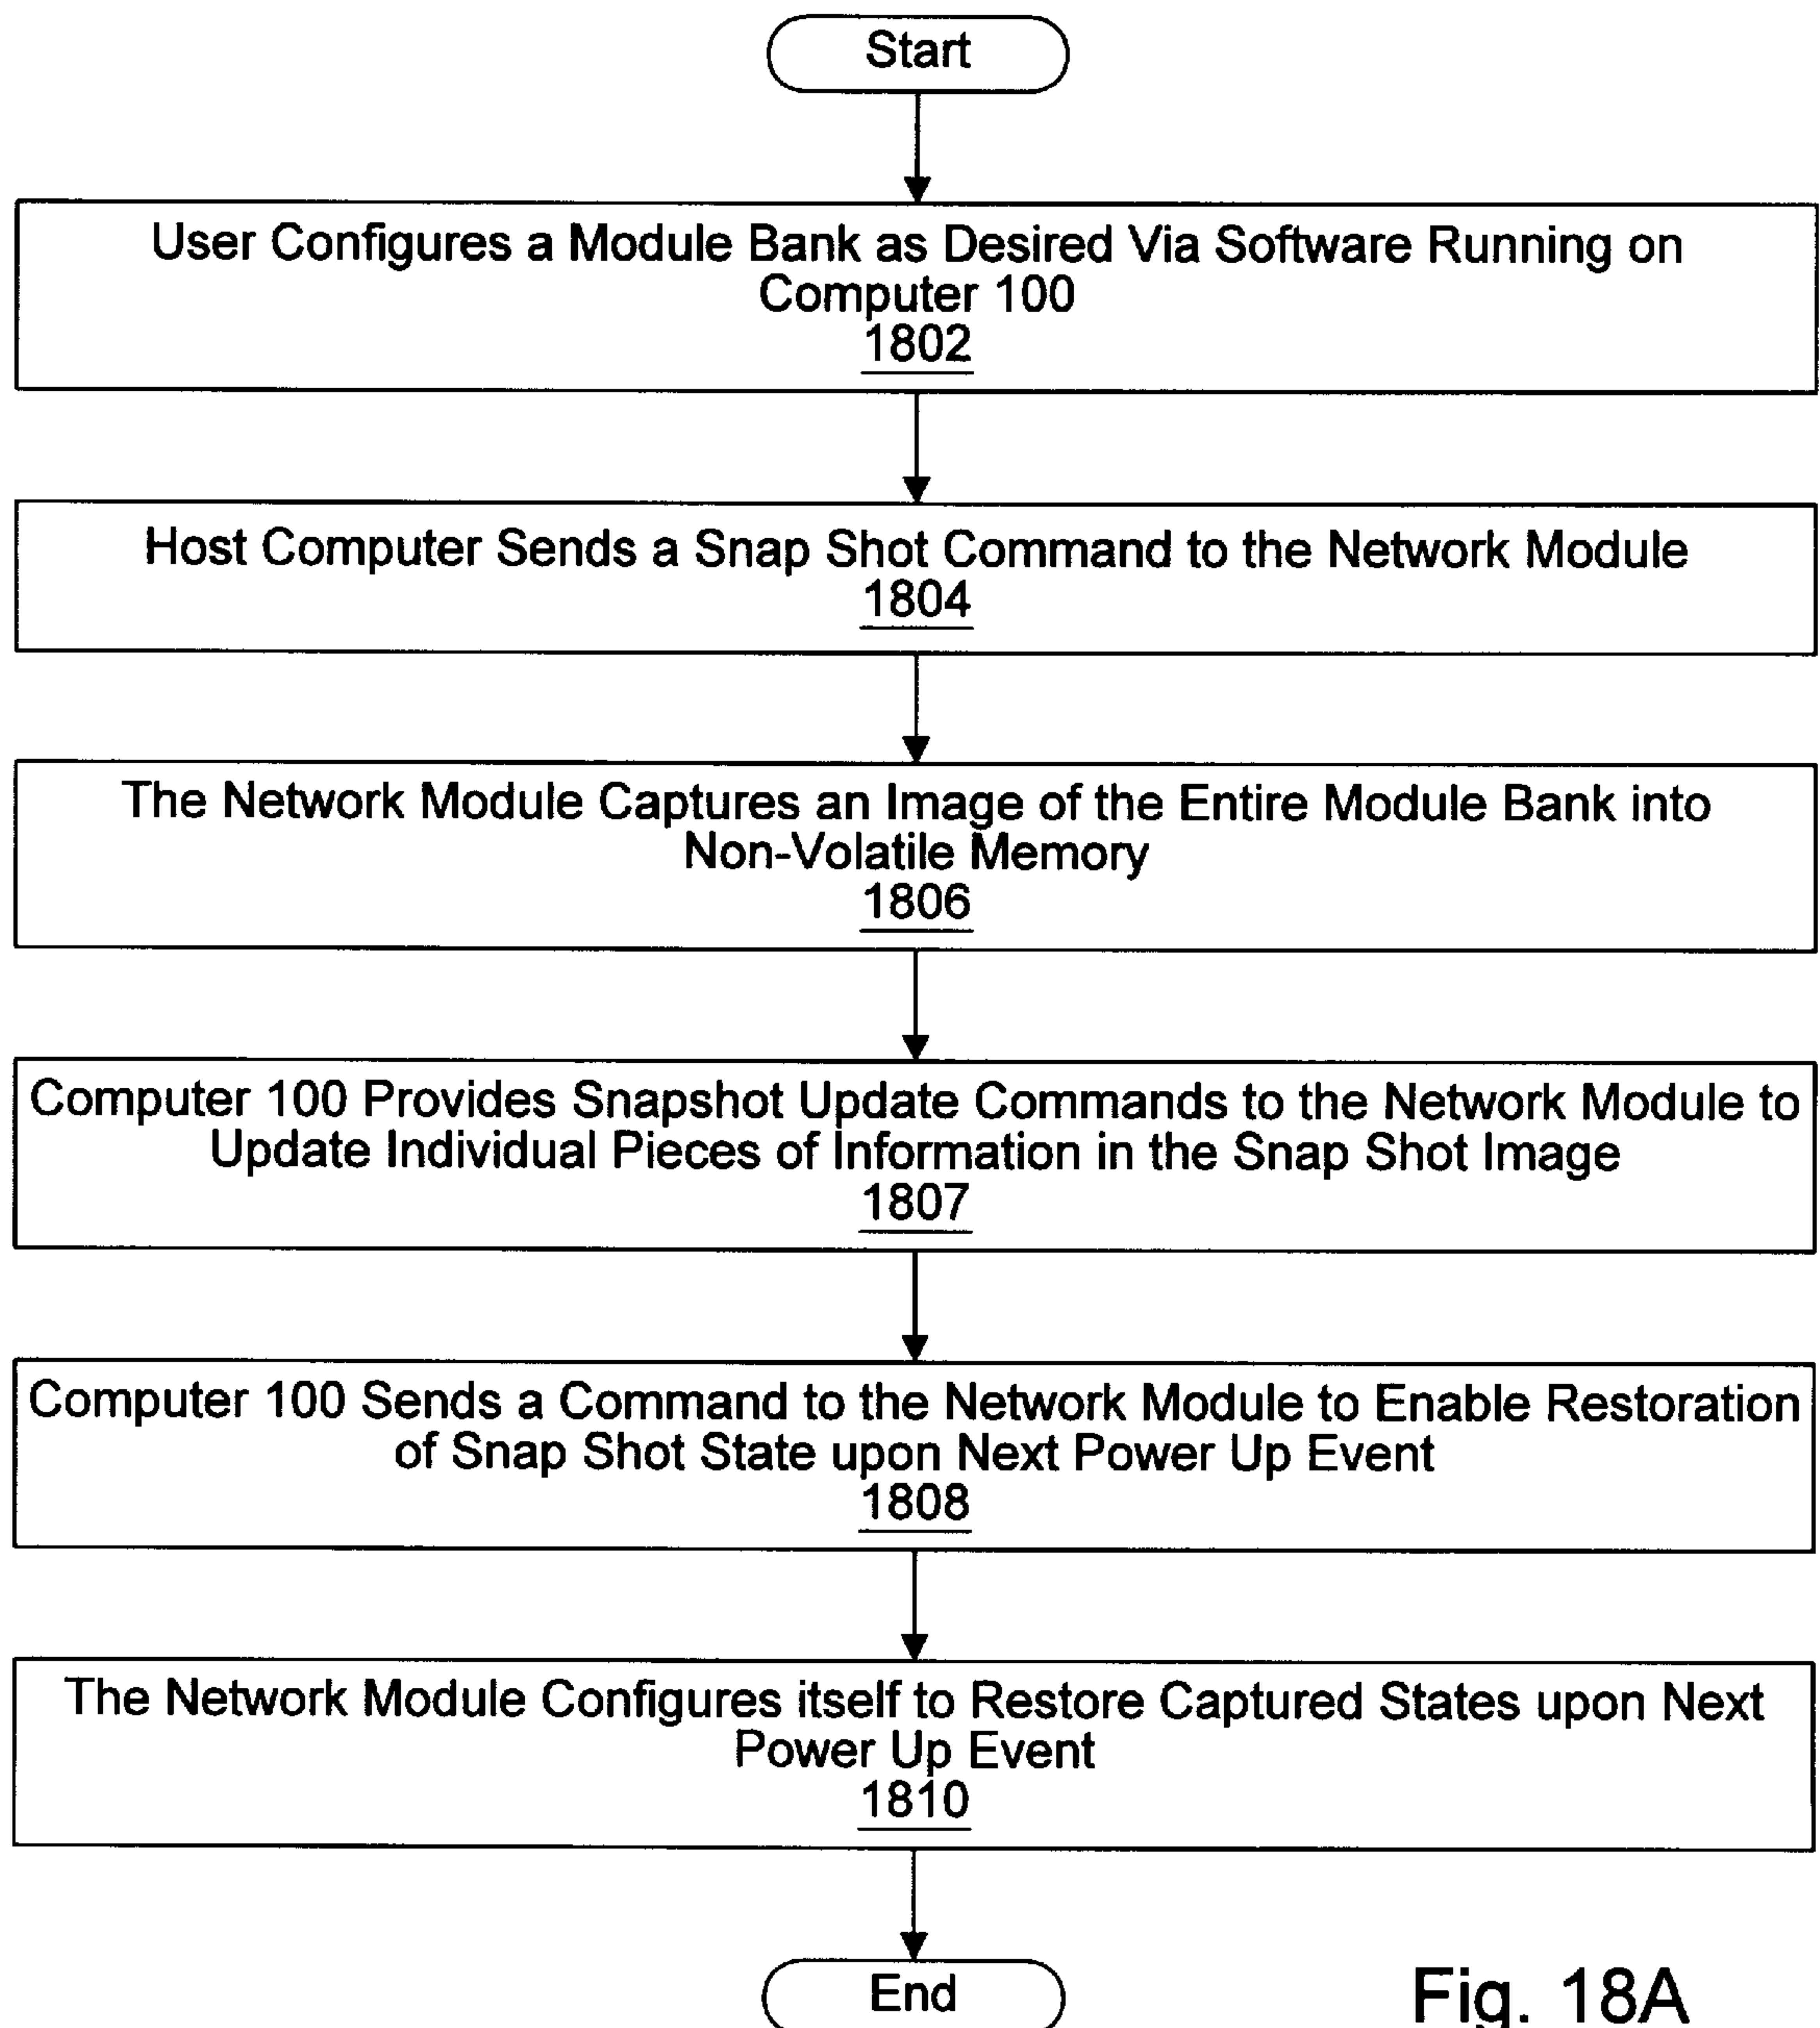 Start
User Configures a Module Bank as Desired Via Software Running on
Computer 100
1802
Host Computer Sends a Snap Shot Command to the Network Module
1804
The Network Module Captures an Image of the Entire Module Bank into
Non-Volatile Memory
1806
Computer 100 Provides Snapshot Update Commands to the Network Module to
Update Individual Pieces of Information in the Snap Shot Image
1807
Computer 100 Sends a Command to the Network Module to Enable Restoration
of Snap Shot State upon Next Power Up Event
1808
The Network Module Configures itself to Restore Captured States upon Next
Power Up Event
1810
End
Fig. 18A